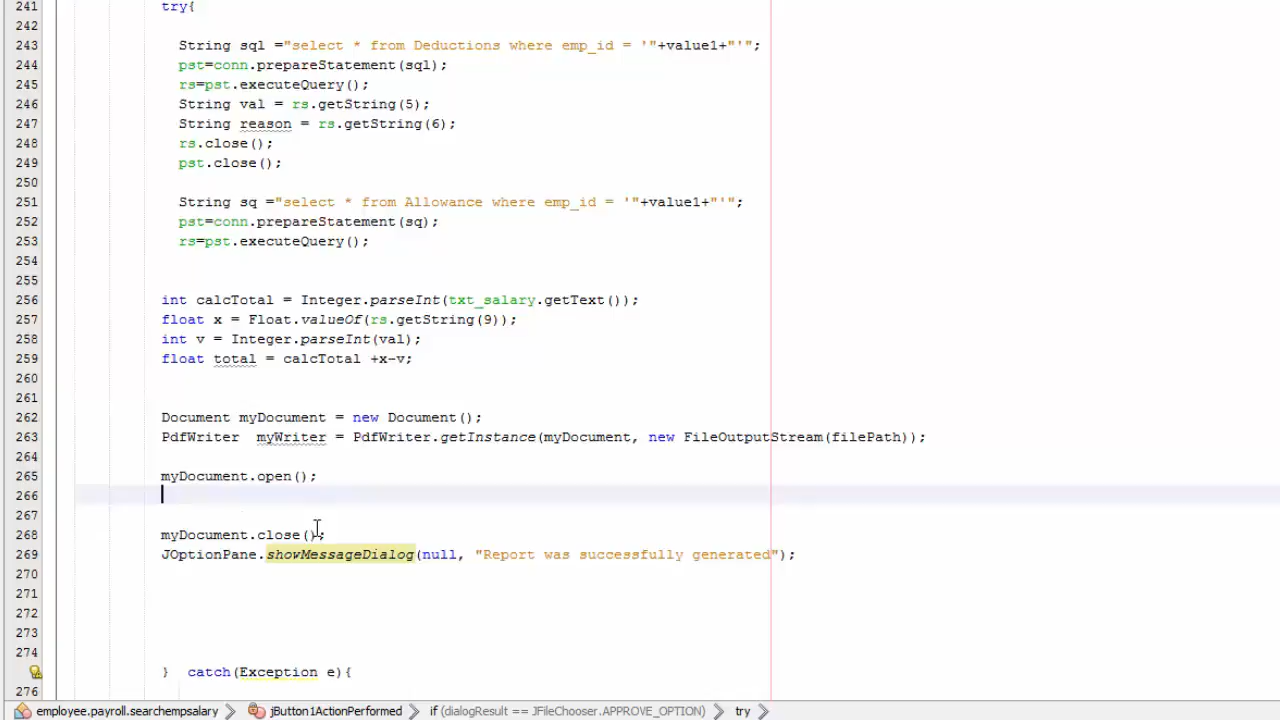 241 try{
242
243 String sql ="select * from Deductions where emp_id = '"+value1+"'";
244 pst=conn.prepareStatement(sql);
245 rs=pst.executeQuery();
246 String val = rs.getString(5);
247 String reason = rs.getString(6);
248 rs.close();
249 pst.close();
250
251 String sq ="select * from Allowance where emp_id = '"+value1+"'";
252 pst=conn.prepareStatement(sq);
253 rs=pst.executeQuery();
254
255
256 int calcTotal = Integer.parseInt(txt_salary.getText());
257 float x = Float.valueOf(rs.getString(9));
258 int v = Integer.parseInt(val);
259 float total = calcTotal +x-v;
260
261
262 Document myDocument = new Document();
263 PdfWriter  myWriter = PdfWriter.getInstance(myDocument, new FileOutputStream(filePath));
264
265 myDocument.open();
266
267
268 myDocument.close();
269 JOptionPane.showMessageDialog(null, "Report was successfully generated");
270
271
272
273
274
}  catch(Exception e){
276
employee.payroll.searchempsalary jButton1ActionPerformed if (dialogResult == JFileChooser.APPROVE_OPTION) try